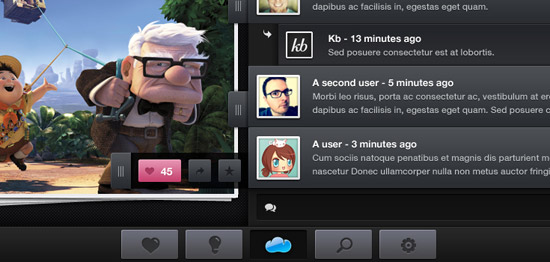 dapibus ac facilisis in, egestas eget quam.
Kb - 13 minutes ago
kb
Sed posuere consectetur est at lobortis.
A second user - 5 minutes ago
Morbi leo risus, porta ac consectetur ac, vestibulum at er
dapibus ac facilisis in, egestas eget quam.
A user - 3 minutes ago
Cum sociis natoque penatibus et magnis dis parturient m
nascetur Donec ullamcorper nulla non metus auctor fringi
45